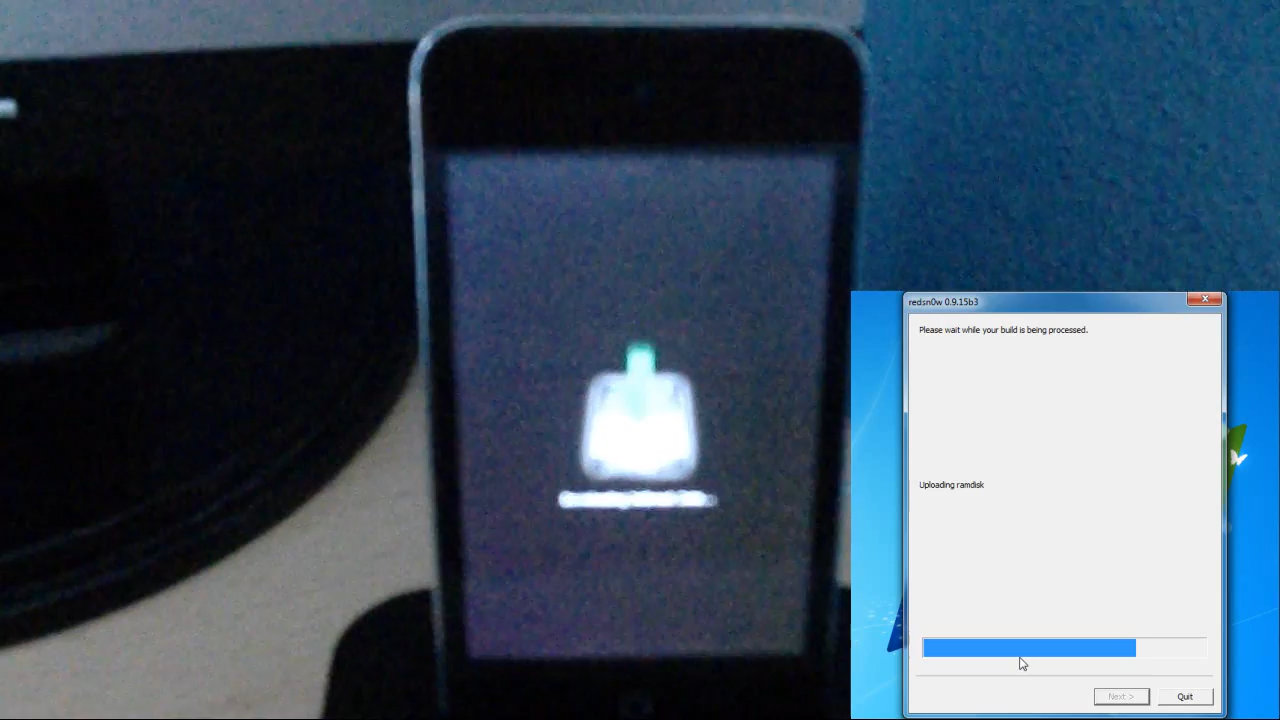 redsn0w 0.9.15b3
Please wait while your build is being processed.
Uploading ramdisk
Next >
Quit